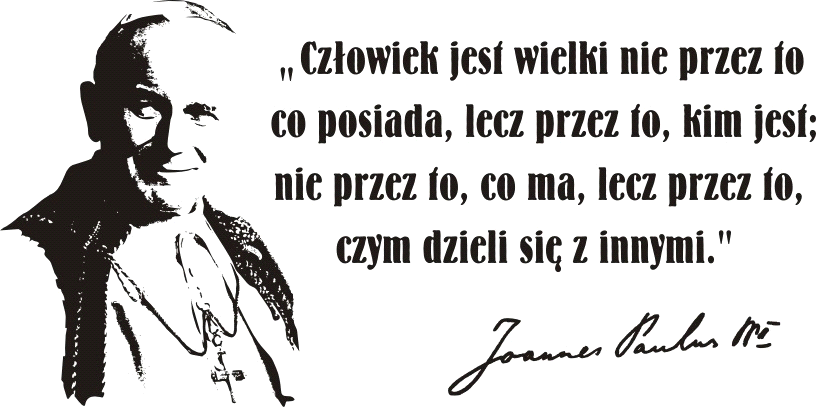 „Człowiek jest wielki nie przez to
co posiada, lecz przez to, kim jest;
nie przez to, co ma, lecz przez to,
czym dzieli się z innymi."
Joannes Paulus PP II